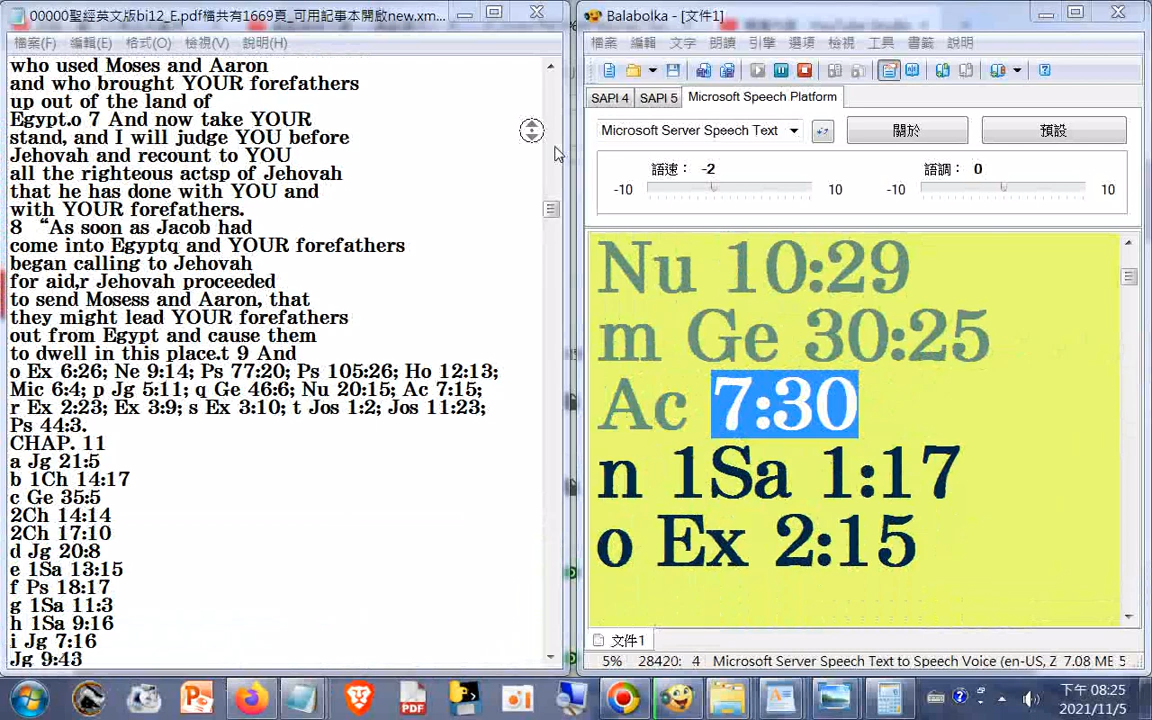 00000聖經英文版bi12_E.pdf檔共有1669頁_可用記事本開啟new.xm...
檔案(F) 編輯(E) 格式(O) 檢視(V) 說明(H)
who used Moses and Aaron
and who brought YOUR forefathers
up out of the land of
Egypt.o 7 And now take YOUR
stand, and I will judge YOU before
Jehovah and recount to YOU
all the righteous actsp of Jehovah
that he has done with YOU and
with YOUR forefathers.
8 “As soon as Jacob had
come into Egyptq and YOUR forefathers
began calling to Jehovah
for aid,r Jehovah proceeded
to send Mosess and Aaron, that
they might lead YOUR forefathers
out from Egypt and cause them
to dwell in this place.t 9 And
o Ex 6:26; Ne 9:14; Ps 77:20; Ps 105:26; Ho 12:13;
Mic 6:4; p Jg 5:11; q Ge 46:6; Nu 20:15; Ac 7:15;
r Ex 2:23; Ex 3:9; s Ex 3:10; t Jos 1:2; Jos 11:23;
Ps 44:3.
CHAP. 11
a Jg 21:5
b 1Ch 14:17
c Ge 35:5
2Ch 14:14
2Ch 17:10
d Jg 20:8
e 1Sa 13:15
f Ps 18:17
g 1Sa 11:3
h 1Sa 9:16
i Jg 7:16
Jg 9:43
Balabolka - [文件1]
檔案 編輯 文字 朗讀 引擎 選項 檢視 工具 書籤 說明
SAPI 4 SAPI 5 Microsoft Speech Platform
Microsoft Server Speech Text 關於 預設
語速： -2 語調： 0
-10 10 -10 10
Nu 10:29
m Ge 30:25
Ac 7:30
n 1Sa 1:17
o Ex 2:15
文件1
5% 28420: 4 Microsoft Server Speech Text to Speech Voice (en-US, Z 7.08 MB 5
PDF
下午 08:25
2021/11/5